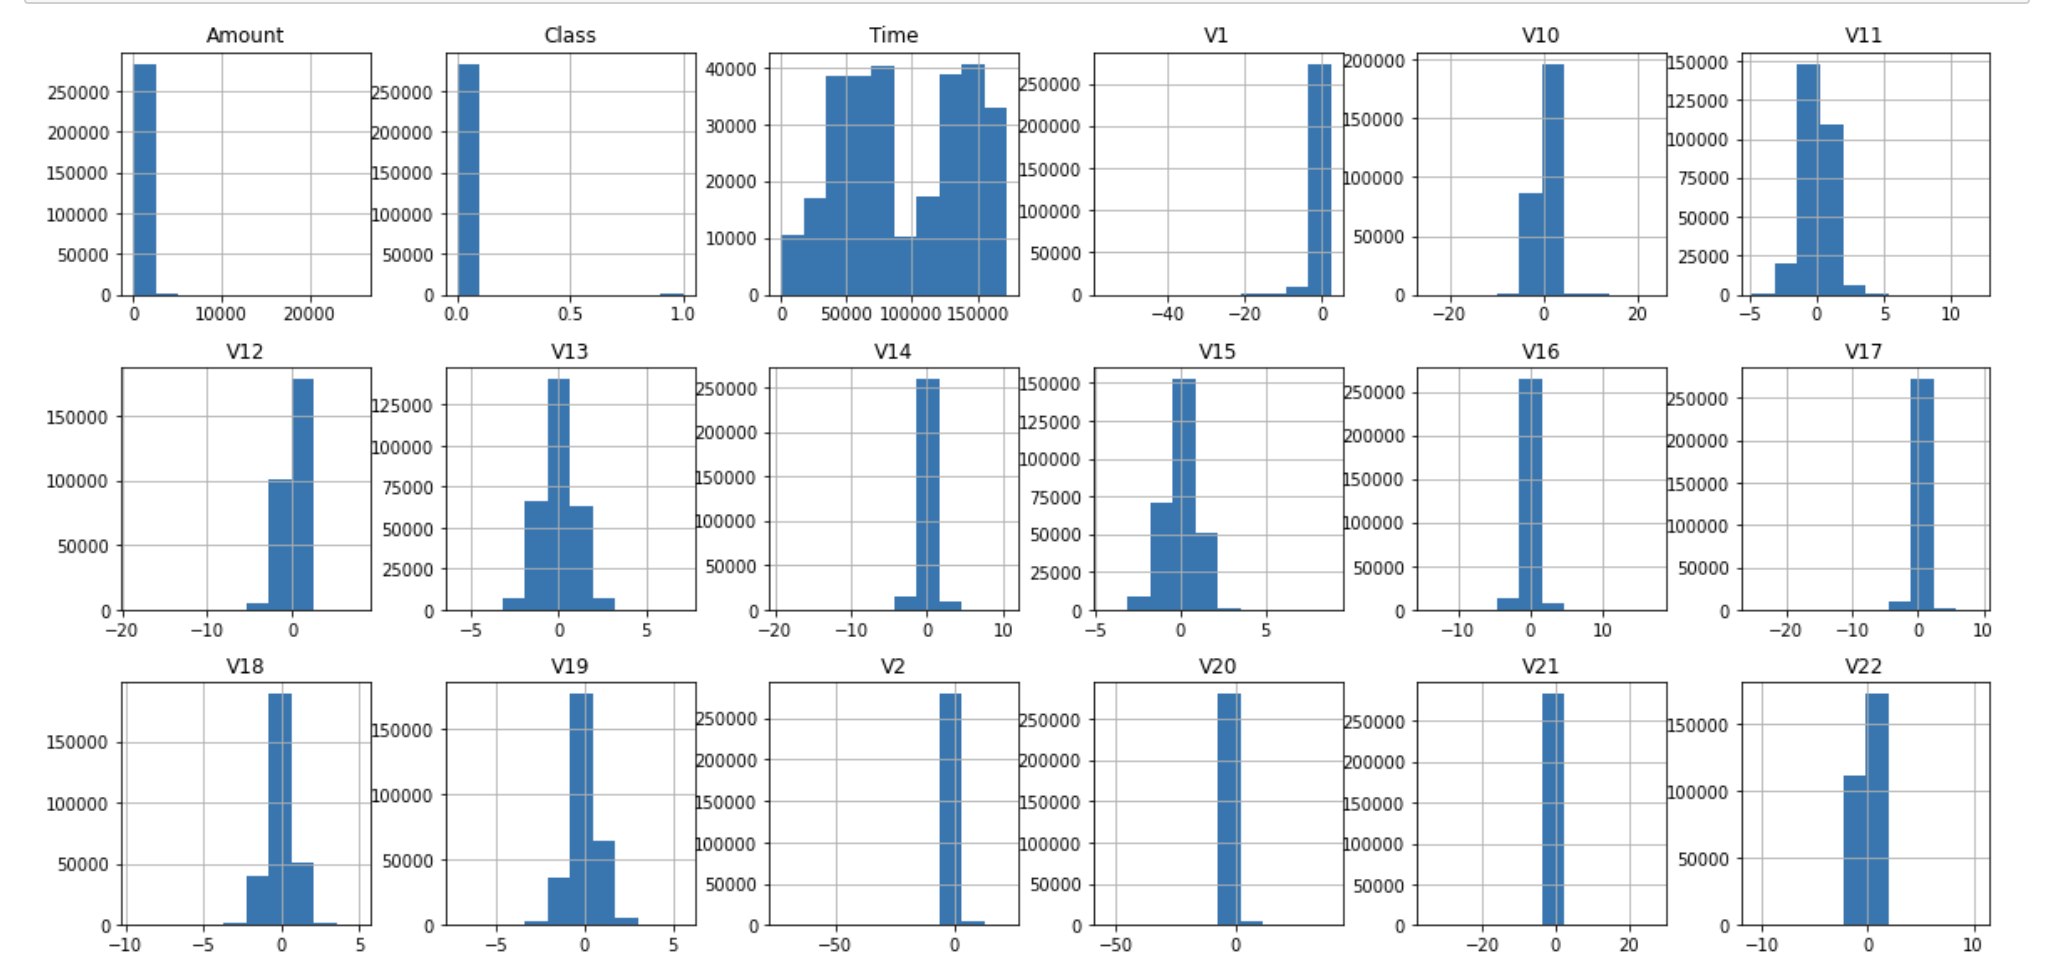 Amount Class Time V1 V10 V11
250000 250000 40000 250000 200000 150000
200000 200000 30000 200000 150000 125000
150000 150000 20000 150000 100000 100000
100000 100000 10000 100000 50000 75000
50000 50000 0 50000 0 50000
0 0 0 25000
0
0 10000 20000 0.0 0.5 1.0 0 50000 100000 150000 −40 −20 0 −20 0 20 −5 0 5 10
V12 V13 V14 V15 V16 V17
150000 125000 250000 150000 250000 250000
100000 100000 200000 125000 200000 200000
50000 75000 150000 100000 150000 150000
0 50000 100000 75000 100000 100000
25000 50000 50000 50000 50000
0 0 25000 0 0
0
−20 −10 0 −5 0 5 −20 −10 0 10 −5 0 5 −10 0 10 −20 −10 0 10
V18 V19 V2 V20 V21 V22
150000 150000 250000 250000 250000 150000
100000 100000 200000 200000 200000 100000
50000 50000 150000 150000 150000 50000
0 0 100000 100000 100000 0
50000 50000 50000
0 0 0
−10 −5 0 5 −5 0 5 −50 0 −50 0 −20 0 20 −10 0 10